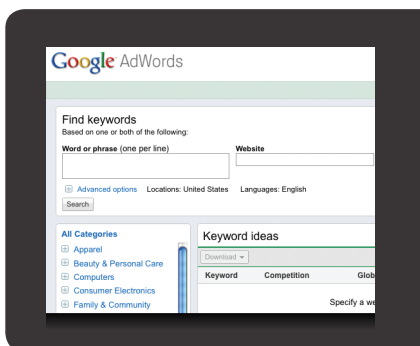 Google AdWords
Find keywords
Based on one or both of the following:
Word or phrase (one per line) Website
Advanced options Locations: United States Languages: English
Search
All Categories
Apparel
Beauty & Personal Care
Computers
Consumer Electronics
Family & Community
Keyword ideas
Download
Keyword Competition Glob
Specify a we